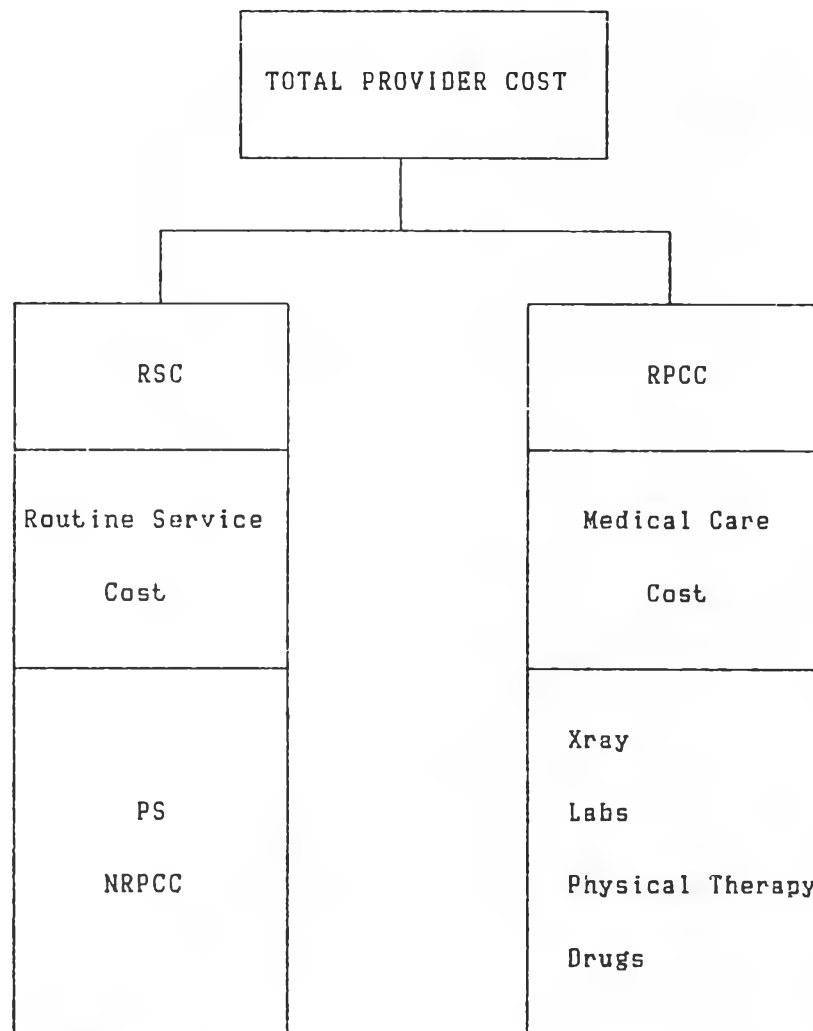 TOTAL PROVIDER COST
RSC
Routine Service
Cost
PS
NRPCC
RPCC
Medical Care
Cost
Xray
Labs
Physical Therapy
Drugs